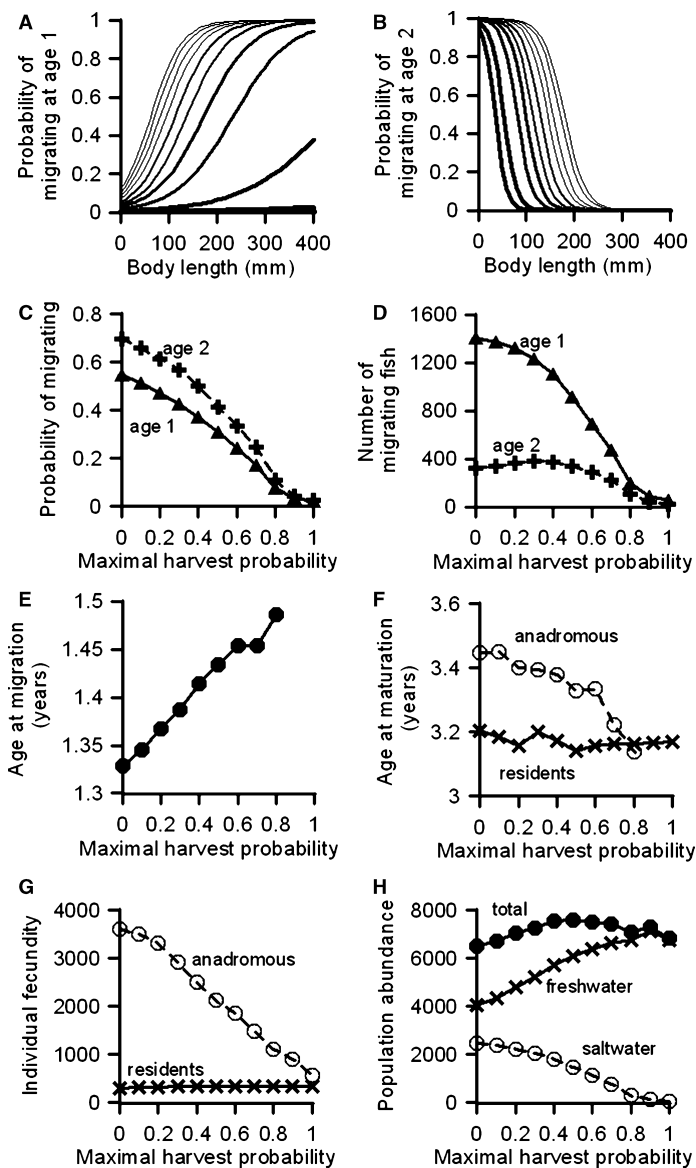 A
Probability of
migrating at age 1
1
0.8
0.6
0.4
0.2
0
0 100 200 300 400
Body length (mm)
B
Probability of
migrating at age 2
1
0.8
0.6
0.4
0.2
0
0 100 200 300 400
Body length (mm)
C
Probability of migrating
0.8
0.6
0.4
0.2
0
age 2
age 1
0 0.2 0.4 0.6 0.8 1
Maximal harvest probability
D
Number of
migrating fish
1600
1200
800
400
0
age 1
age 2
0 0.2 0.4 0.6 0.8 1
Maximal harvest probability
E
Age at migration
(years)
1.5
1.45
1.4
1.35
1.3
0 0.2 0.4 0.6 0.8 1
Maximal harvest probability
F
Age at maturation
(years)
3.6
3.4
3.2
3
anadromous
residents
0 0.2 0.4 0.6 0.8 1
Maximal harvest probability
G
Individual fecundity
4000
3000
2000
1000
0
anadromous
residents
0 0.2 0.4 0.6 0.8 1
Maximal harvest probability
H
Population abundance
8000
6000
4000
2000
0
total
freshwater
saltwater
0 0.2 0.4 0.6 0.8 1
Maximal harvest probability